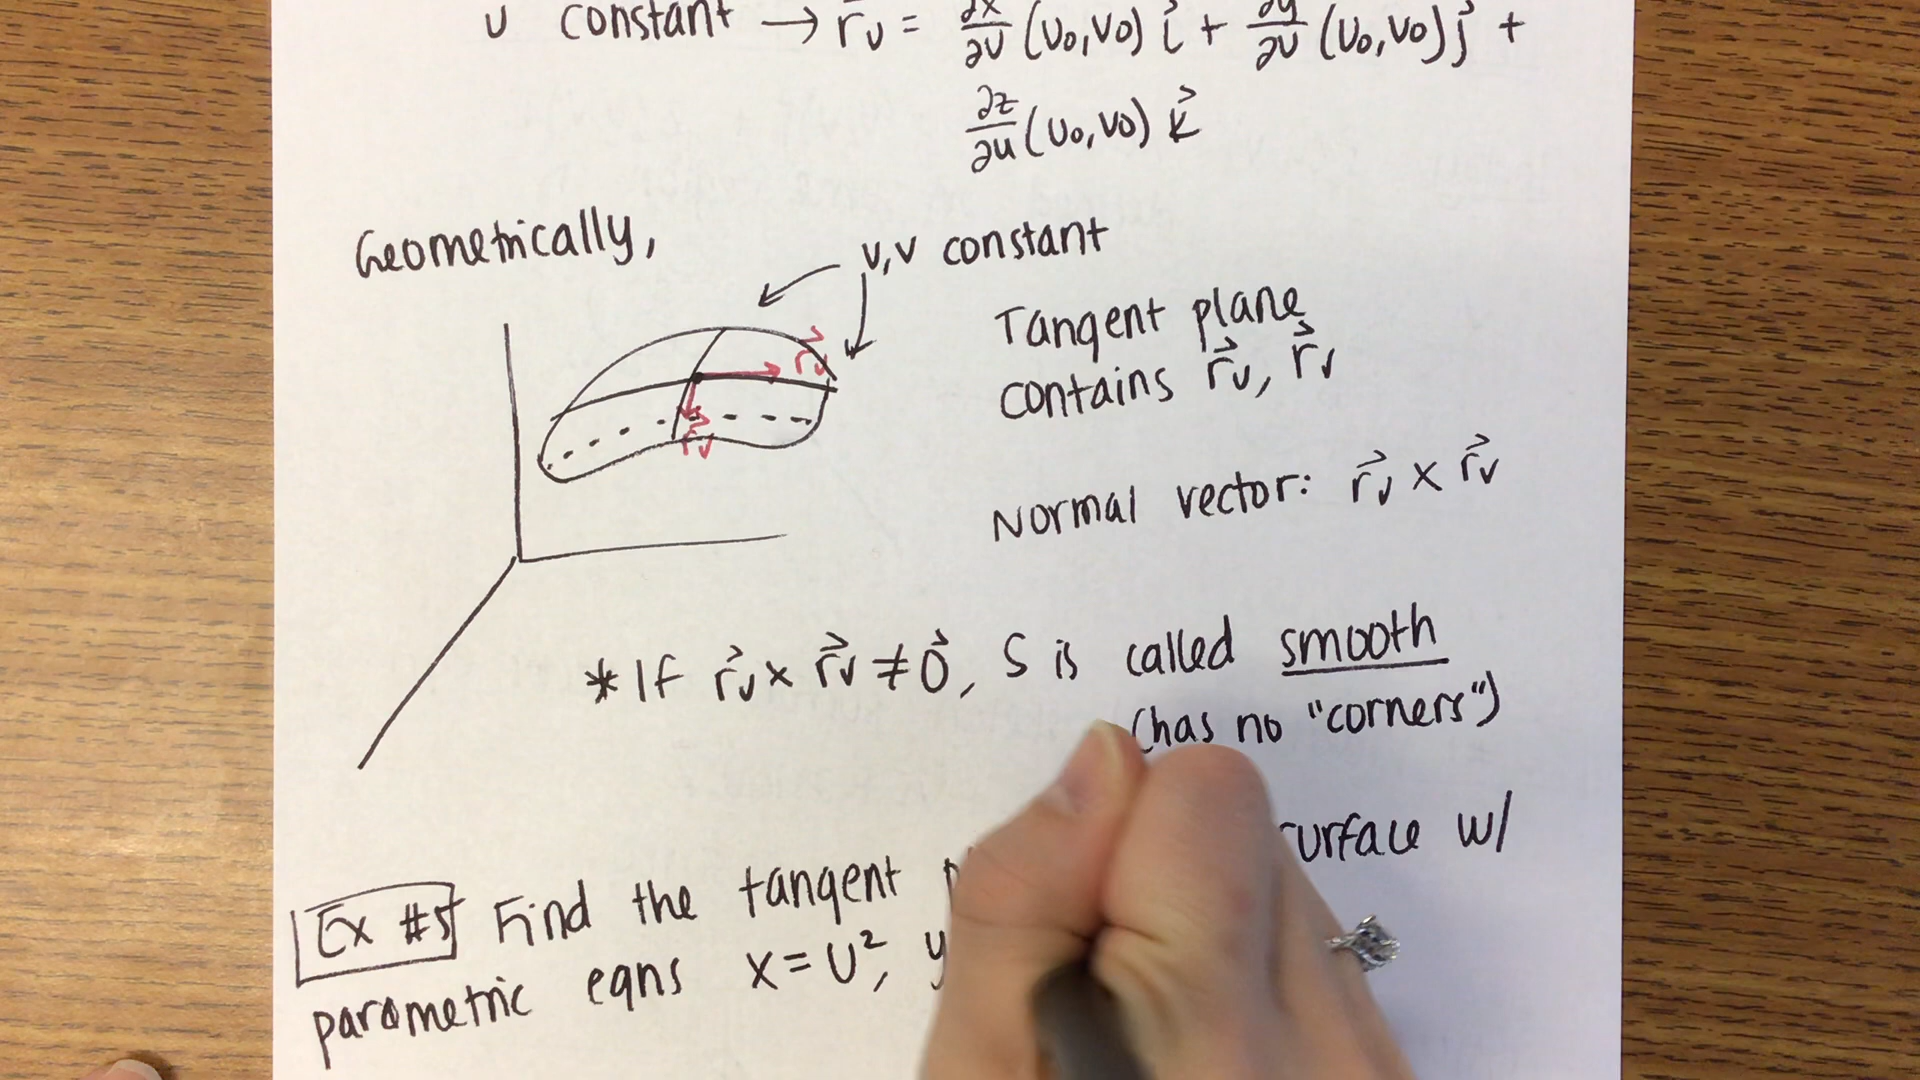 u constant → r⃗u = ∂x/∂u (u₀,v₀) i⃗ + ∂y/∂u (u₀,v₀) j⃗ +
∂z/∂u (u₀,v₀) k⃗
Geometrically,
u,v constant
r⃗u
r⃗v
Tangent plane
contains r⃗u, r⃗v
Normal vector: r⃗u × r⃗v
*If r⃗u × r⃗v ≠ 0⃗, S is called smooth
(has no "corners")
Ex #5 Find the tangent surface w/
parametric eqns x = u², y